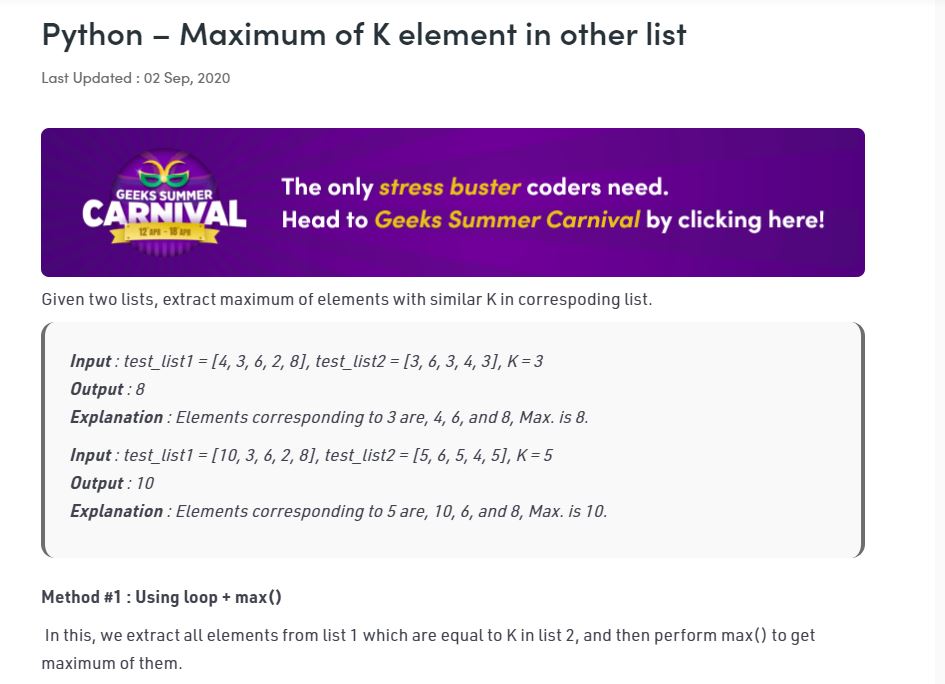 Python – Maximum of K element in other list
Last Updated : 02 Sep, 2020
GEEKS SUMMER
CARNIVAL
12 APR - 18 APR
The only stress buster coders need.
Head to Geeks Summer Carnival by clicking here!
Given two lists, extract maximum of elements with similar K in correspoding list.
Input : test_list1 = [4, 3, 6, 2, 8], test_list2 = [3, 6, 3, 4, 3], K = 3
Output : 8
Explanation : Elements corresponding to 3 are, 4, 6, and 8, Max. is 8.
Input : test_list1 = [10, 3, 6, 2, 8], test_list2 = [5, 6, 5, 4, 5], K = 5
Output : 10
Explanation : Elements corresponding to 5 are, 10, 6, and 8, Max. is 10.
Method #1 : Using loop + max()
In this, we extract all elements from list 1 which are equal to K in list 2, and then perform max() to get
maximum of them.